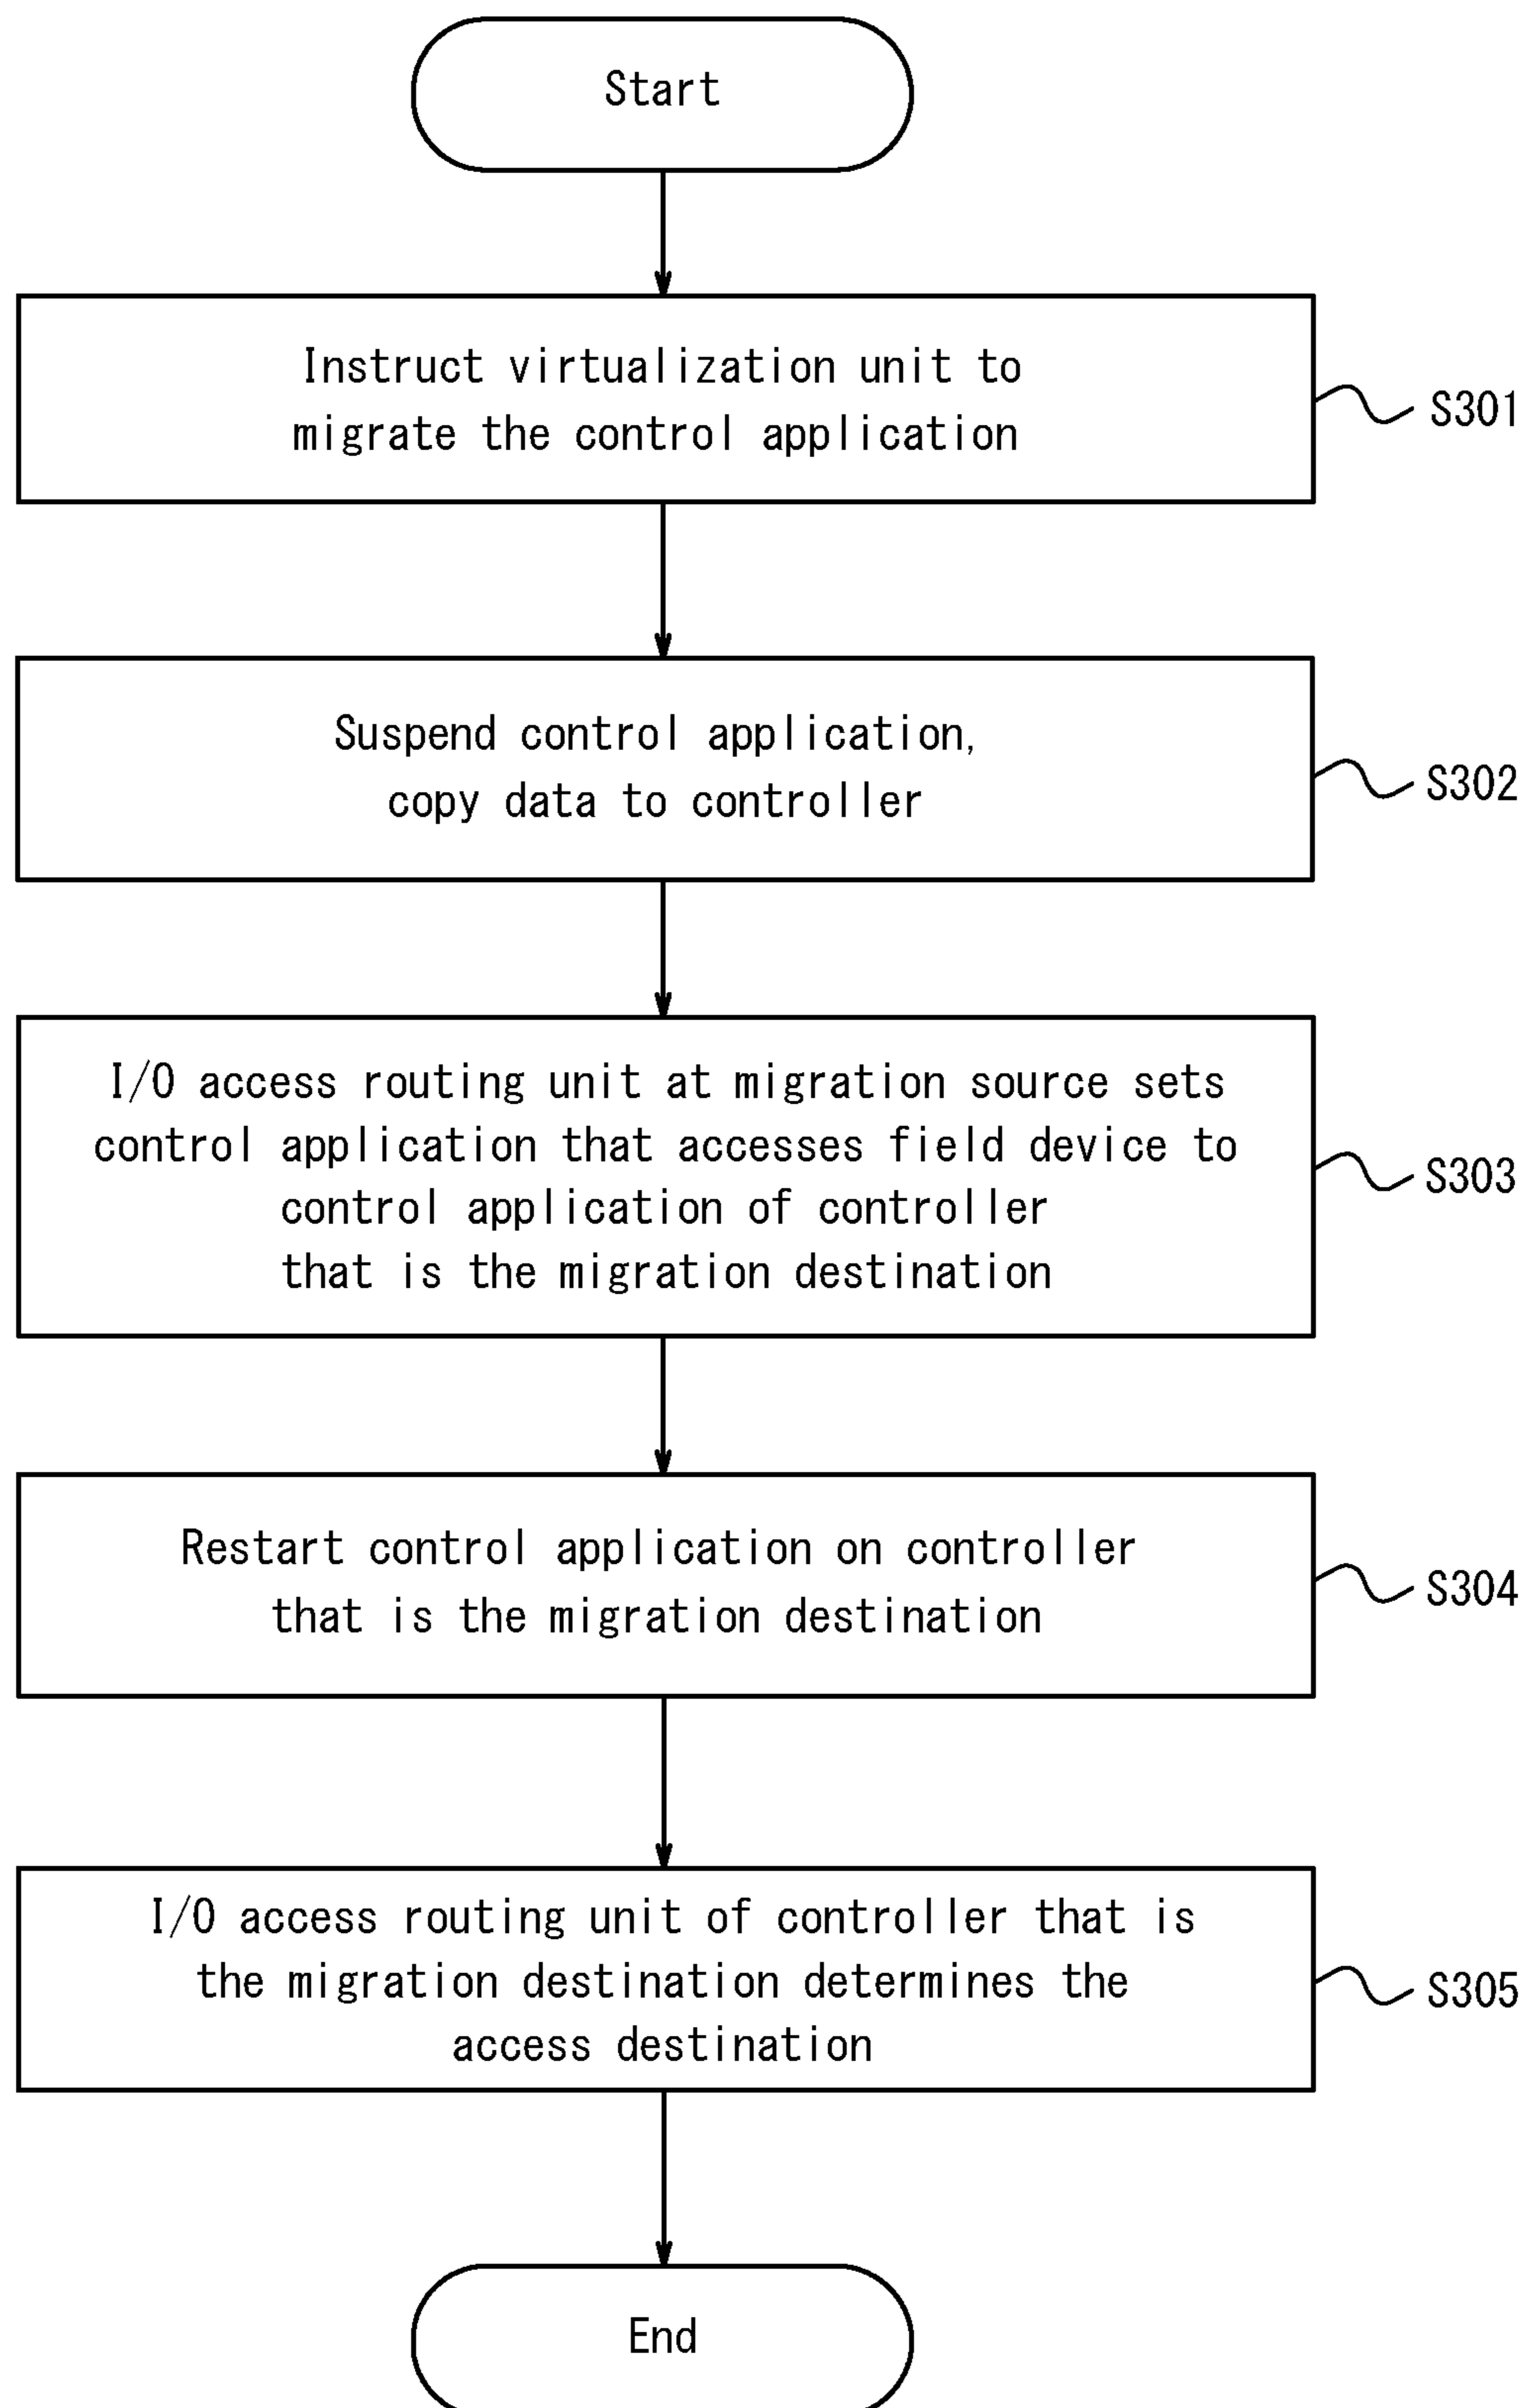 Start
Instruct virtualization unit to
migrate the control application
S301
Suspend control application,
copy data to controller
S302
I/O access routing unit at migration source sets
control application that accesses field device to
control application of controller
that is the migration destination
S303
Restart control application on controller
that is the migration destination
S304
I/O access routing unit of controller that is
the migration destination determines the
access destination
S305
End